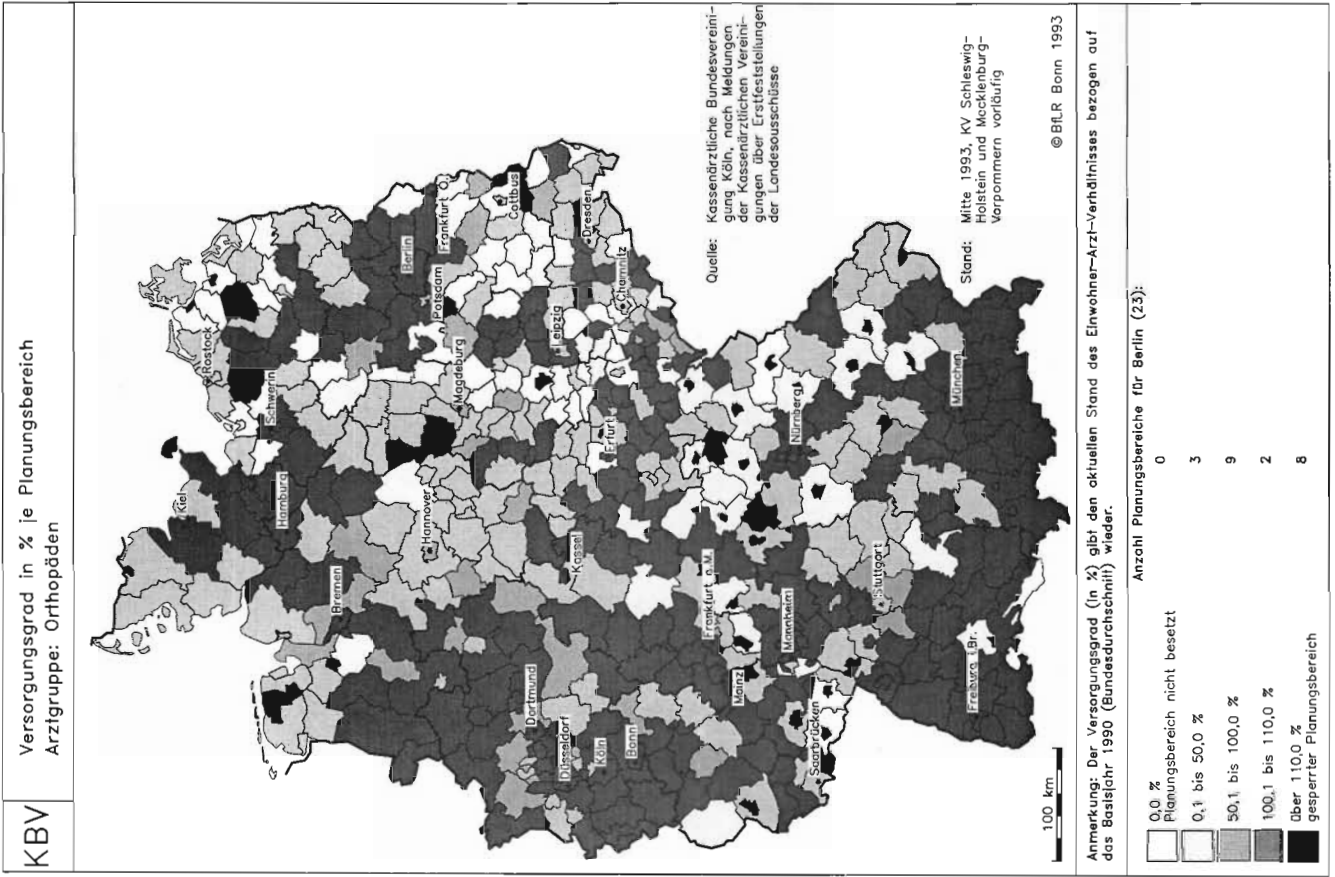 KBV
Versorgungsgrad in % je Planungsbereich
Arztgruppe: Orthopäden
Kiel
Rostock
Schwerin
Hamburg
Bremen
Berlin
Frankfurt O.
Potsdam
Hannover
Magdeburg
Cottbus
Dortmund
Düsseldorf
Kassel
Leipzig
Dresden
Köln
Bonn
Erfurt
Chemnitz
Frankfurt a.M.
Mainz
Mannheim
Nürnberg
Saarbrücken
Stuttgart
München
Freiburg i.Br.
Quelle: Kassenärztliche Bundesvereini-
gung Köln, nach Meldungen
der Kassenärztlichen Vereini-
gungen über Erstfeststellungen
der Landesausschüsse
Stand: Mitte 1993, KV Schleswig-
Holstein und Mecklenburg-
Vorpommern vorläufig
100 km
© BfLR Bonn 1993
Anmerkung: Der Versorgungsgrad (in %) gibt den aktuellen Stand des Einwohner-Arzt-Verhältnisses bezogen auf
das Basisjahr 1990 (Bundesdurchschnitt) wieder.
Anzahl Planungsbereiche für Berlin (23):
0,0 %
Planungsbereich nicht besetzt 0
0,1 bis 50,0 % 3
50,1 bis 100,0 % 9
100,1 bis 110,0 % 2
über 110,0 %
gesperrter Planungsbereich 8